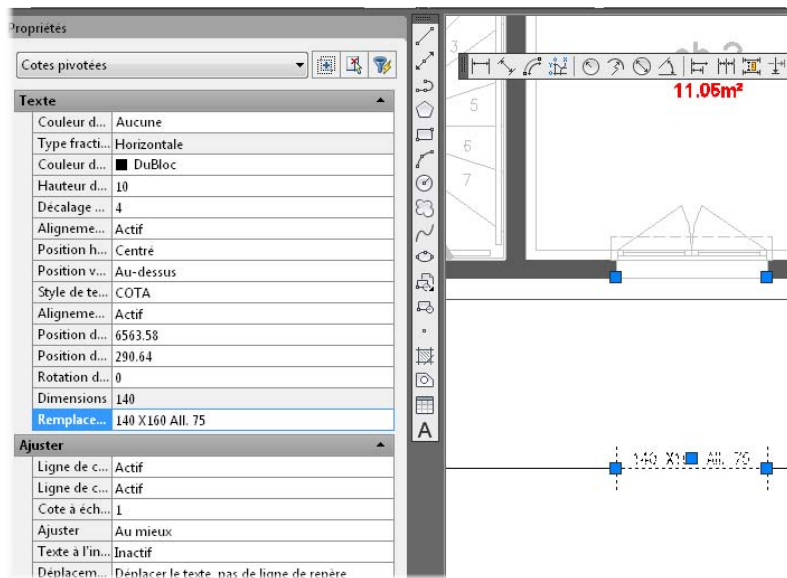 Propriétés
Cotes pivotées
Texte
Couleur d... Aucune
Type fracti... Horizontale
Couleur d... DuBloc
Hauteur d... 10
Décalage ... 4
Aligneme... Actif
Position h... Centré
Position v... Au-dessus
Style de te... COTA
Aligneme... Actif
Position d... 6563.58
Position d... 290.64
Rotation d... 0
Dimensions 140
Remplace... 140 X160 All. 75
Ajuster
Ligne de c... Actif
Ligne de c... Actif
Cote à éch... 1
Ajuster Au mieux
Texte à l'in... Inactif
Déplacem... Déplacer le texte, pas de ligne de repère
A
3
5
6
7
11.05m²
140 All. 75